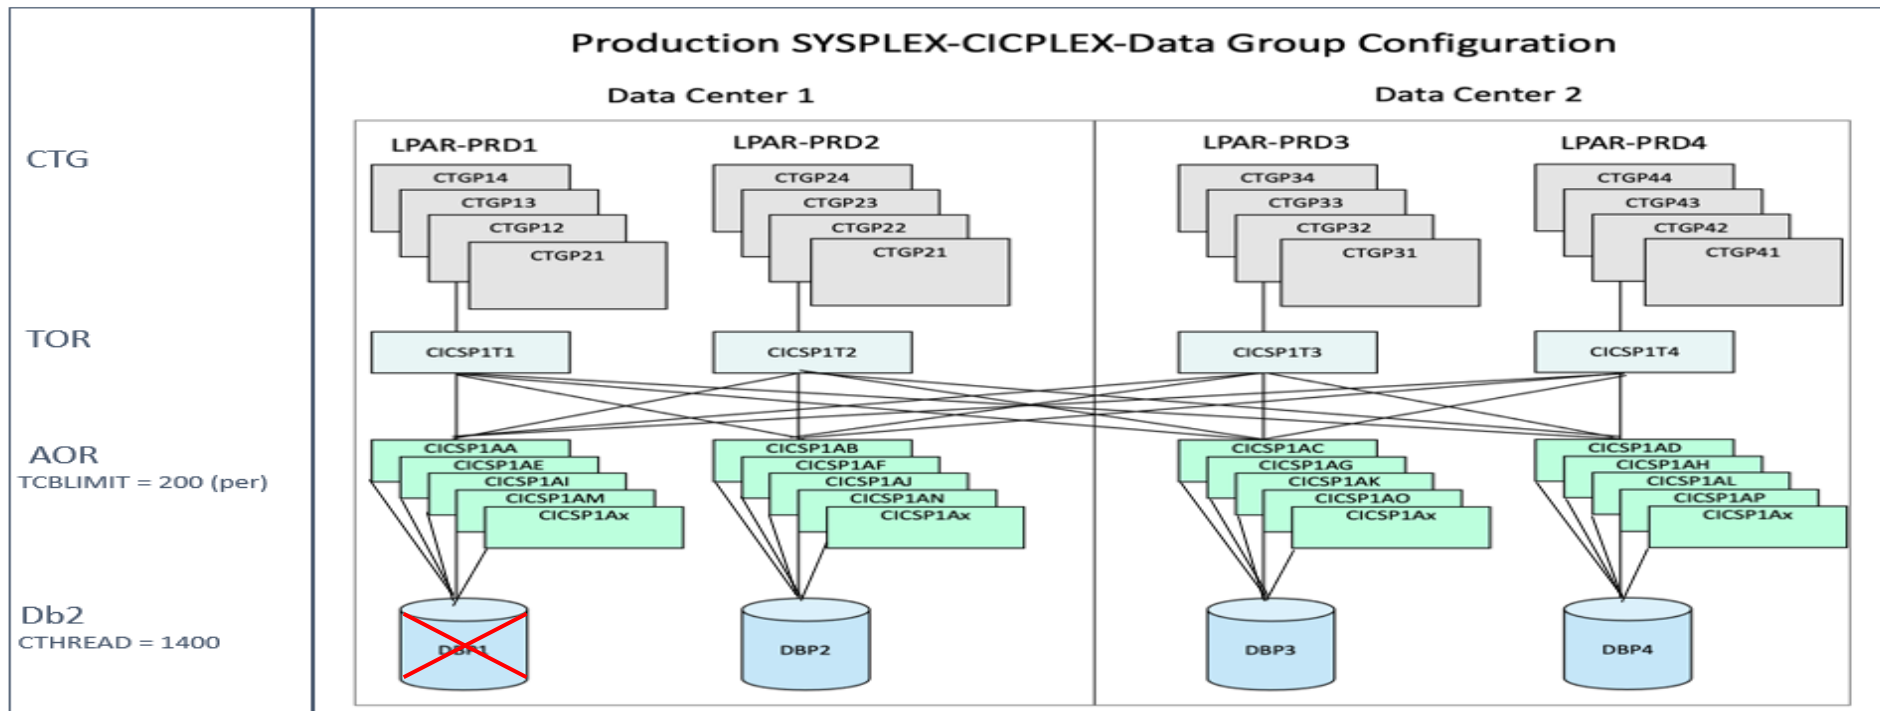 Production SYSPLEX-CICPLEX-Data Group Configuration
Data Center 1
Data Center 2
CTG
LPAR-PRD1
LPAR-PRD2
LPAR-PRD3
LPAR-PRD4
CTGP14
CTGP13
CTGP12
CTGP21
CTGP24
CTGP23
CTGP22
CTGP21
CTGP34
CTGP33
CTGP32
CTGP31
CTGP44
CTGP43
CTGP42
CTGP41
TOR
CICSP1T1
CICSP1T2
CICSP1T3
CICSP1T4
AOR
TCBLIMIT = 200 (per)
CICSP1AA
CICSP1AE
CICSP1AI
CICSP1AM
CICSP1Ax
CICSP1AB
CICSP1AF
CICSP1AJ
CICSP1AN
CICSP1Ax
CICSP1AC
CICSP1AG
CICSP1AK
CICSP1AO
CICSP1Ax
CICSP1AD
CICSP1AH
CICSP1AL
CICSP1AP
CICSP1Ax
Db2
CTHREAD = 1400
DBP1
DBP2
DBP3
DBP4